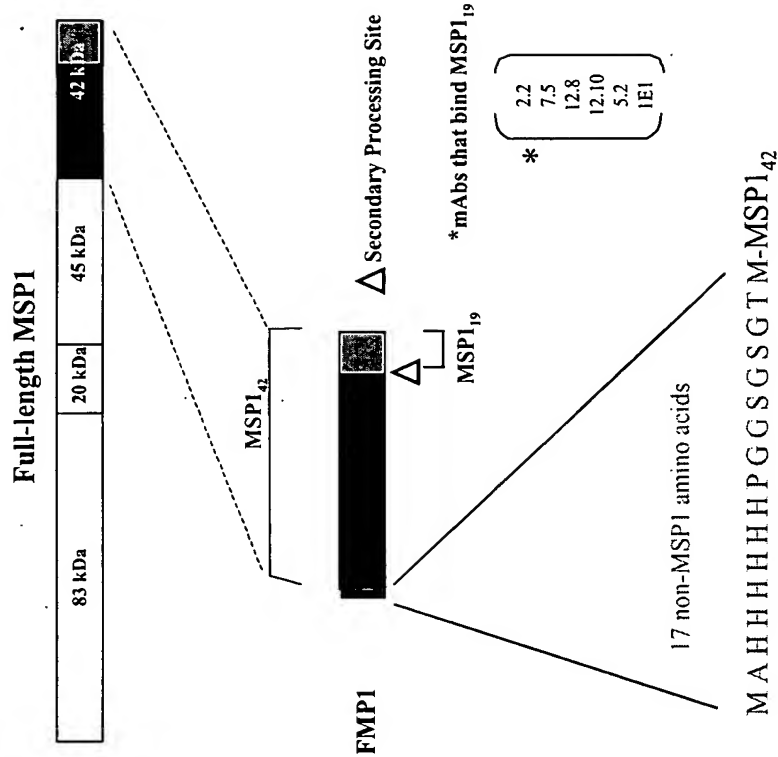 Full-length MSP1
83 kDa
20 kDa
45 kDa
42 kDa
MSP1₄₂
FMP1
MSP1₁₉
Secondary Processing Site
*mAbs that bind MSP1₁₉
*
2.2
7.5
12.8
12.10
5.2
1E1
17 non-MSP1 amino acids
M A H H H H H H P G G S G S G T M-MSP1₄₂